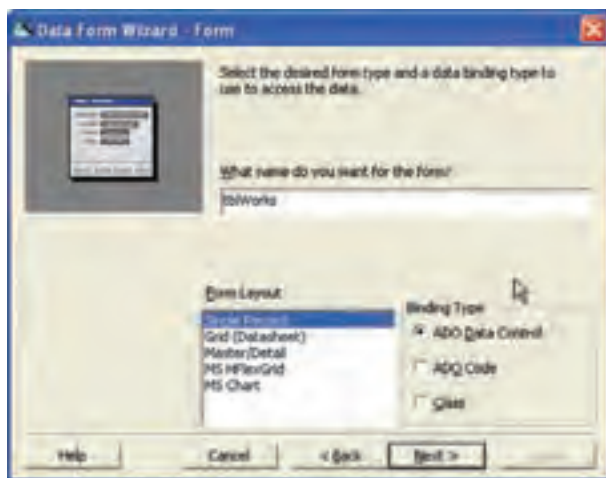 Data Form Wizard - Form
Select the desired form type and a data binding type to
use to access the data.
What name do you want for the form?
tblWorks
Form Layout
Single Record
Grid (Datasheet)
Master/Detail
MS HFlexGrid
MS Chart
Binding Type
ADO Data Control
ADO Code
Class
Help
Cancel
< Back
Next >